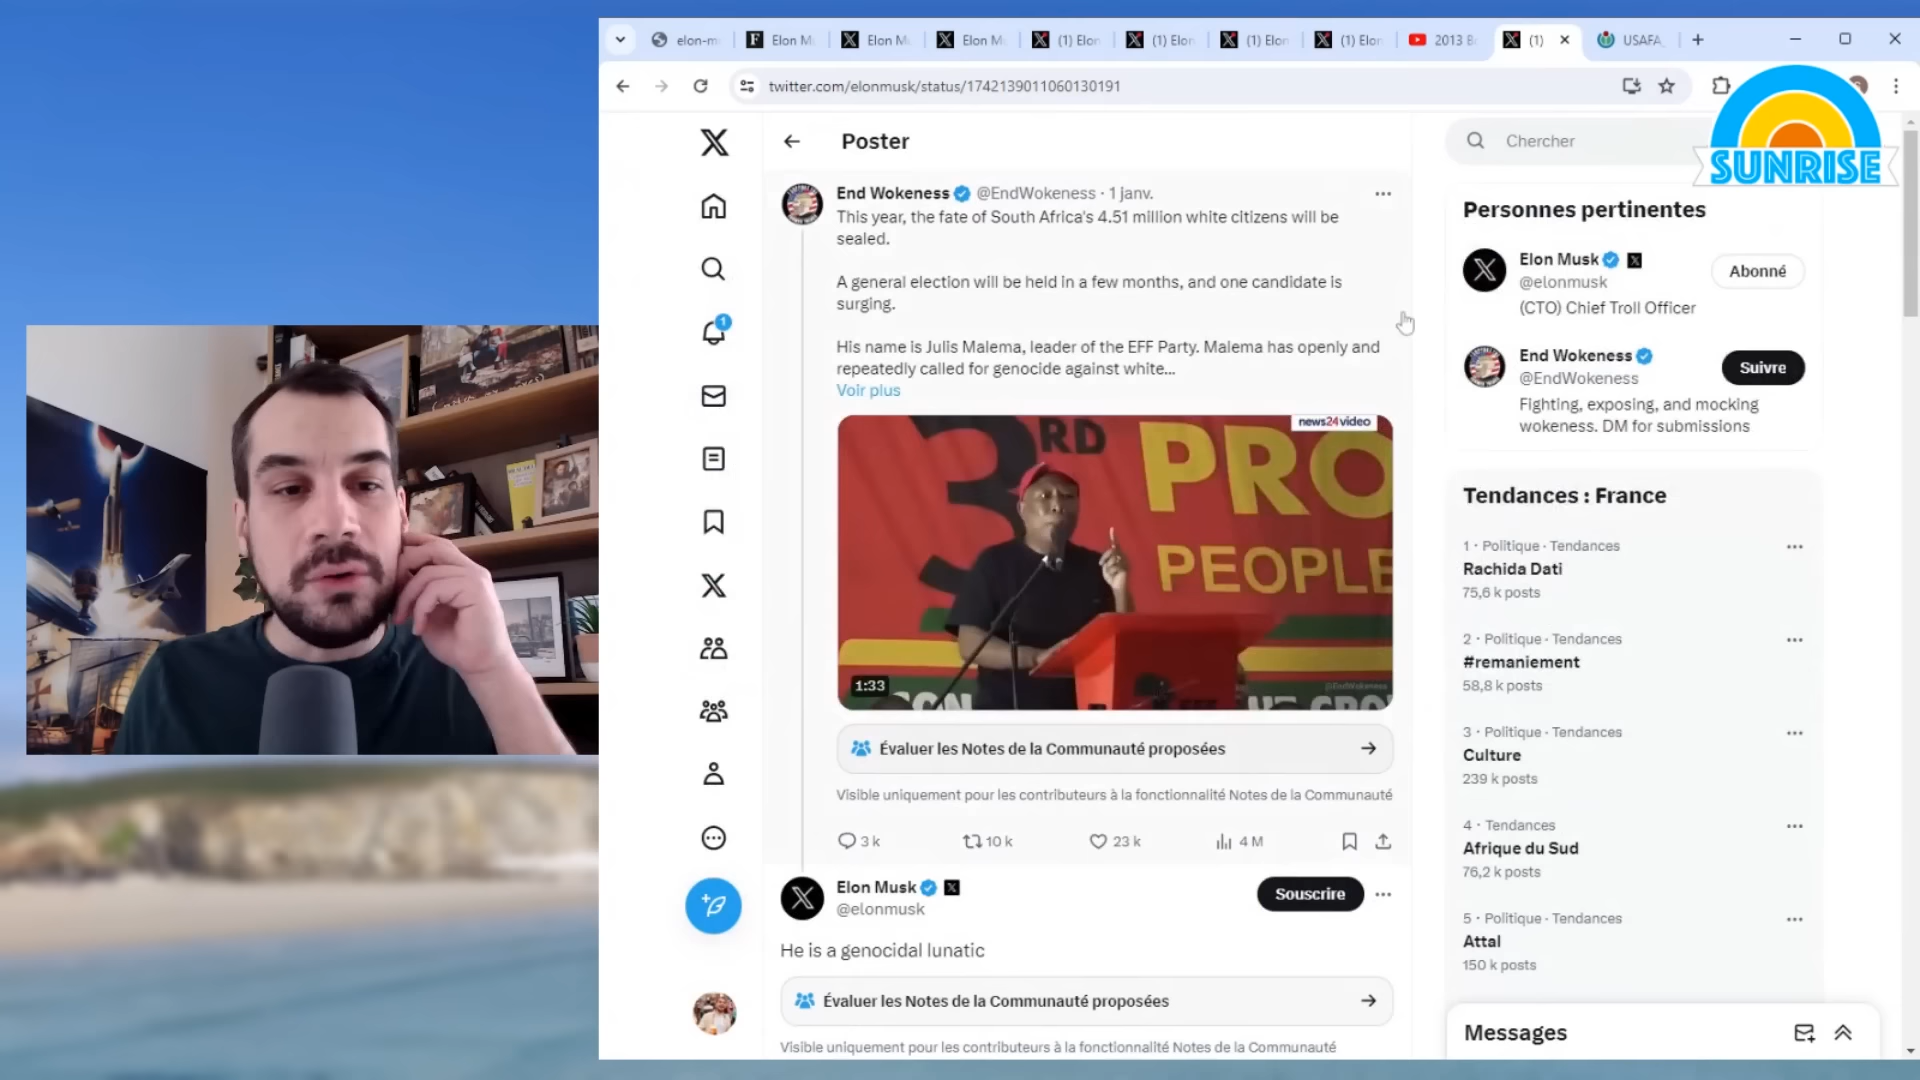 elon-m
Elon M
Elon M
Elon M
(1) Elon
(1) Elon
(1) Elon
(1) Elon
2013 B
(1)
USAFA_
twitter.com/elonmusk/status/1742139011060130191
SUNRISE
Poster
Chercher
End Wokeness @EndWokeness · 1 janv.
This year, the fate of South Africa's 4.51 million white citizens will be
sealed.
A general election will be held in a few months, and one candidate is
surging.
His name is Julis Malema, leader of the EFF Party. Malema has openly and
repeatedly called for genocide against white...
Voir plus
news24video
3RD PRO
PEOPLE
1:33
@EndWokeness
Évaluer les Notes de la Communauté proposées
Visible uniquement pour les contributeurs à la fonctionnalité Notes de la Communauté
3 k
10 k
23 k
4 M
Elon Musk
@elonmusk
Souscrire
He is a genocidal lunatic
Évaluer les Notes de la Communauté proposées
Visible uniquement pour les contributeurs à la fonctionnalité Notes de la Communauté
1
Personnes pertinentes
Elon Musk
@elonmusk
Abonné
(CTO) Chief Troll Officer
End Wokeness
@EndWokeness
Suivre
Fighting, exposing, and mocking
wokeness. DM for submissions
Tendances : France
1 · Politique · Tendances
Rachida Dati
75,6 k posts
2 · Politique · Tendances
#remaniement
58,8 k posts
3 · Politique · Tendances
Culture
239 k posts
4 · Tendances
Afrique du Sud
76,2 k posts
5 · Politique · Tendances
Attal
150 k posts
Messages